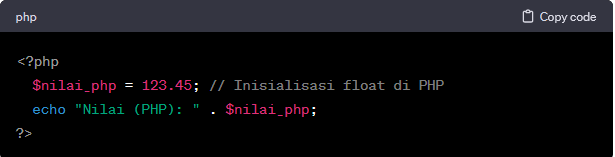 php
Copy code
<?php
$nilai_php = 123.45; // Inisialisasi float di PHP
echo "Nilai (PHP): " . $nilai_php;
?>